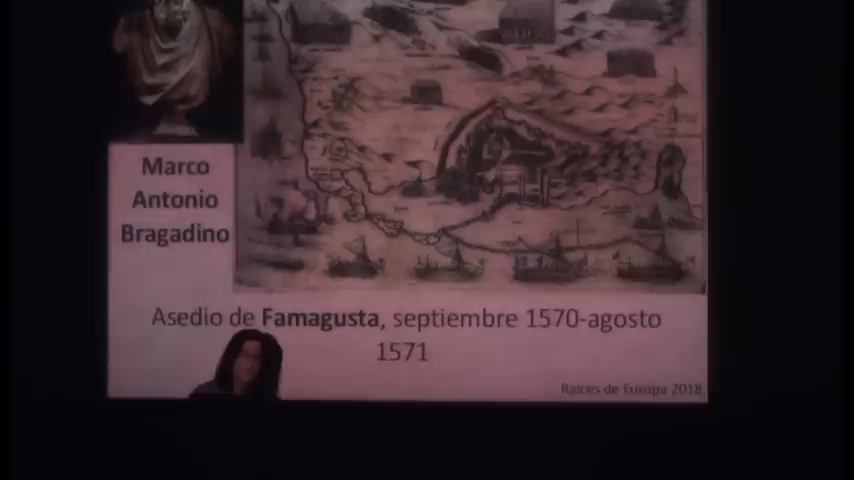 Marco
Antonio
Bragadino
Asedio de Famagusta, septiembre 1570-agosto
1571
Raíces de Europa 2018